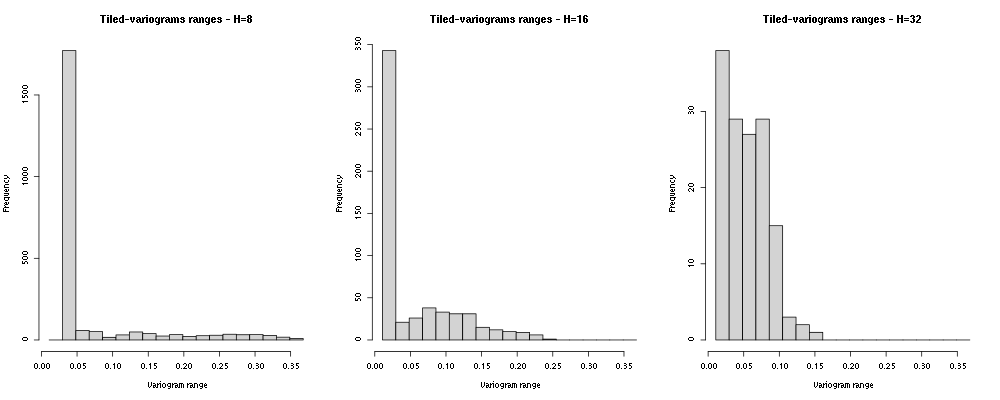 Tiled-variograms ranges - H=8
Frequency
1500
1000
500
0
0.00 0.05 0.10 0.15 0.20 0.25 0.30 0.35
Variogram range
Tiled-variograms ranges - H=16
Frequency
350
300
250
200
150
100
50
0
0.00 0.05 0.10 0.15 0.20 0.25 0.30 0.35
Variogram range
Tiled-variograms ranges - H=32
Frequency
30
20
10
0
0.00 0.05 0.10 0.15 0.20 0.25 0.30 0.35
Variogram range